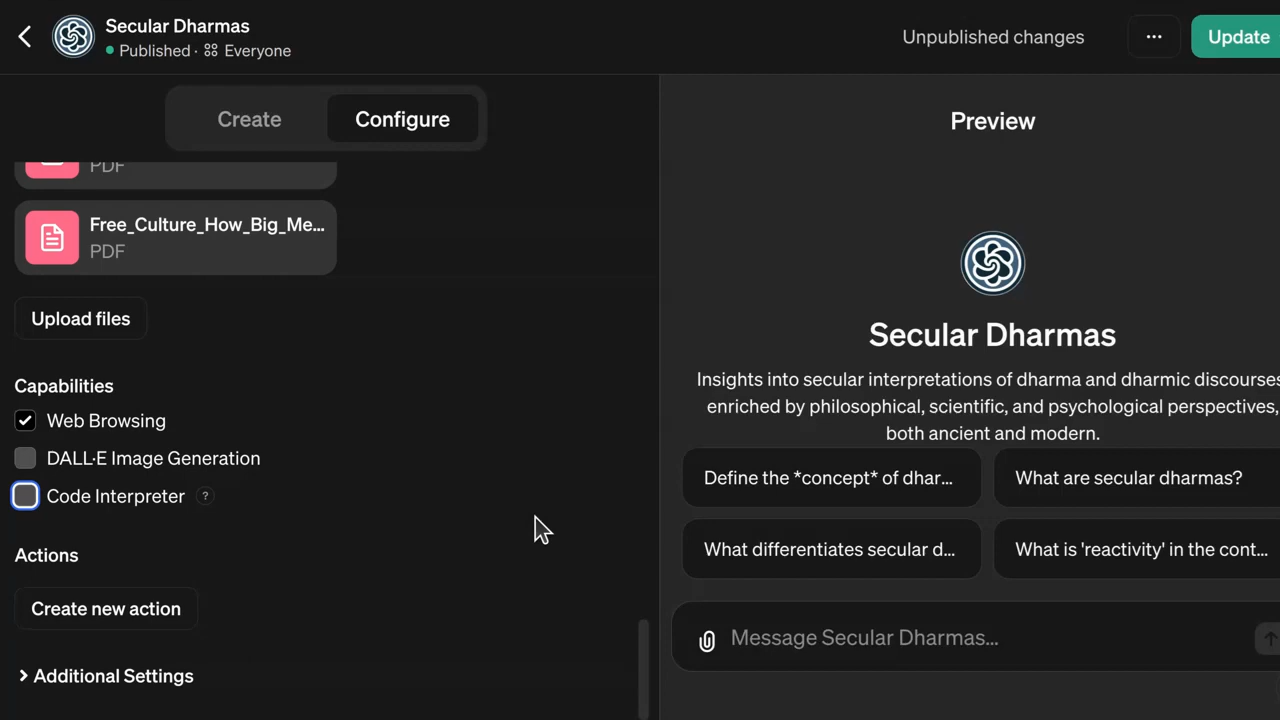 Secular Dharmas
Published · Everyone
Unpublished changes
...
Update
Create
Configure
Preview
PDF
Free_Culture_How_Big_Me...
PDF
Upload files
Capabilities
Web Browsing
DALL·E Image Generation
Code Interpreter ?
Actions
Create new action
Additional Settings
Secular Dharmas
Insights into secular interpretations of dharma and dharmic discourses
enriched by philosophical, scientific, and psychological perspectives,
both ancient and modern.
Define the *concept* of dhar...
What are secular dharmas?
What differentiates secular d...
What is 'reactivity' in the cont...
Message Secular Dharmas...